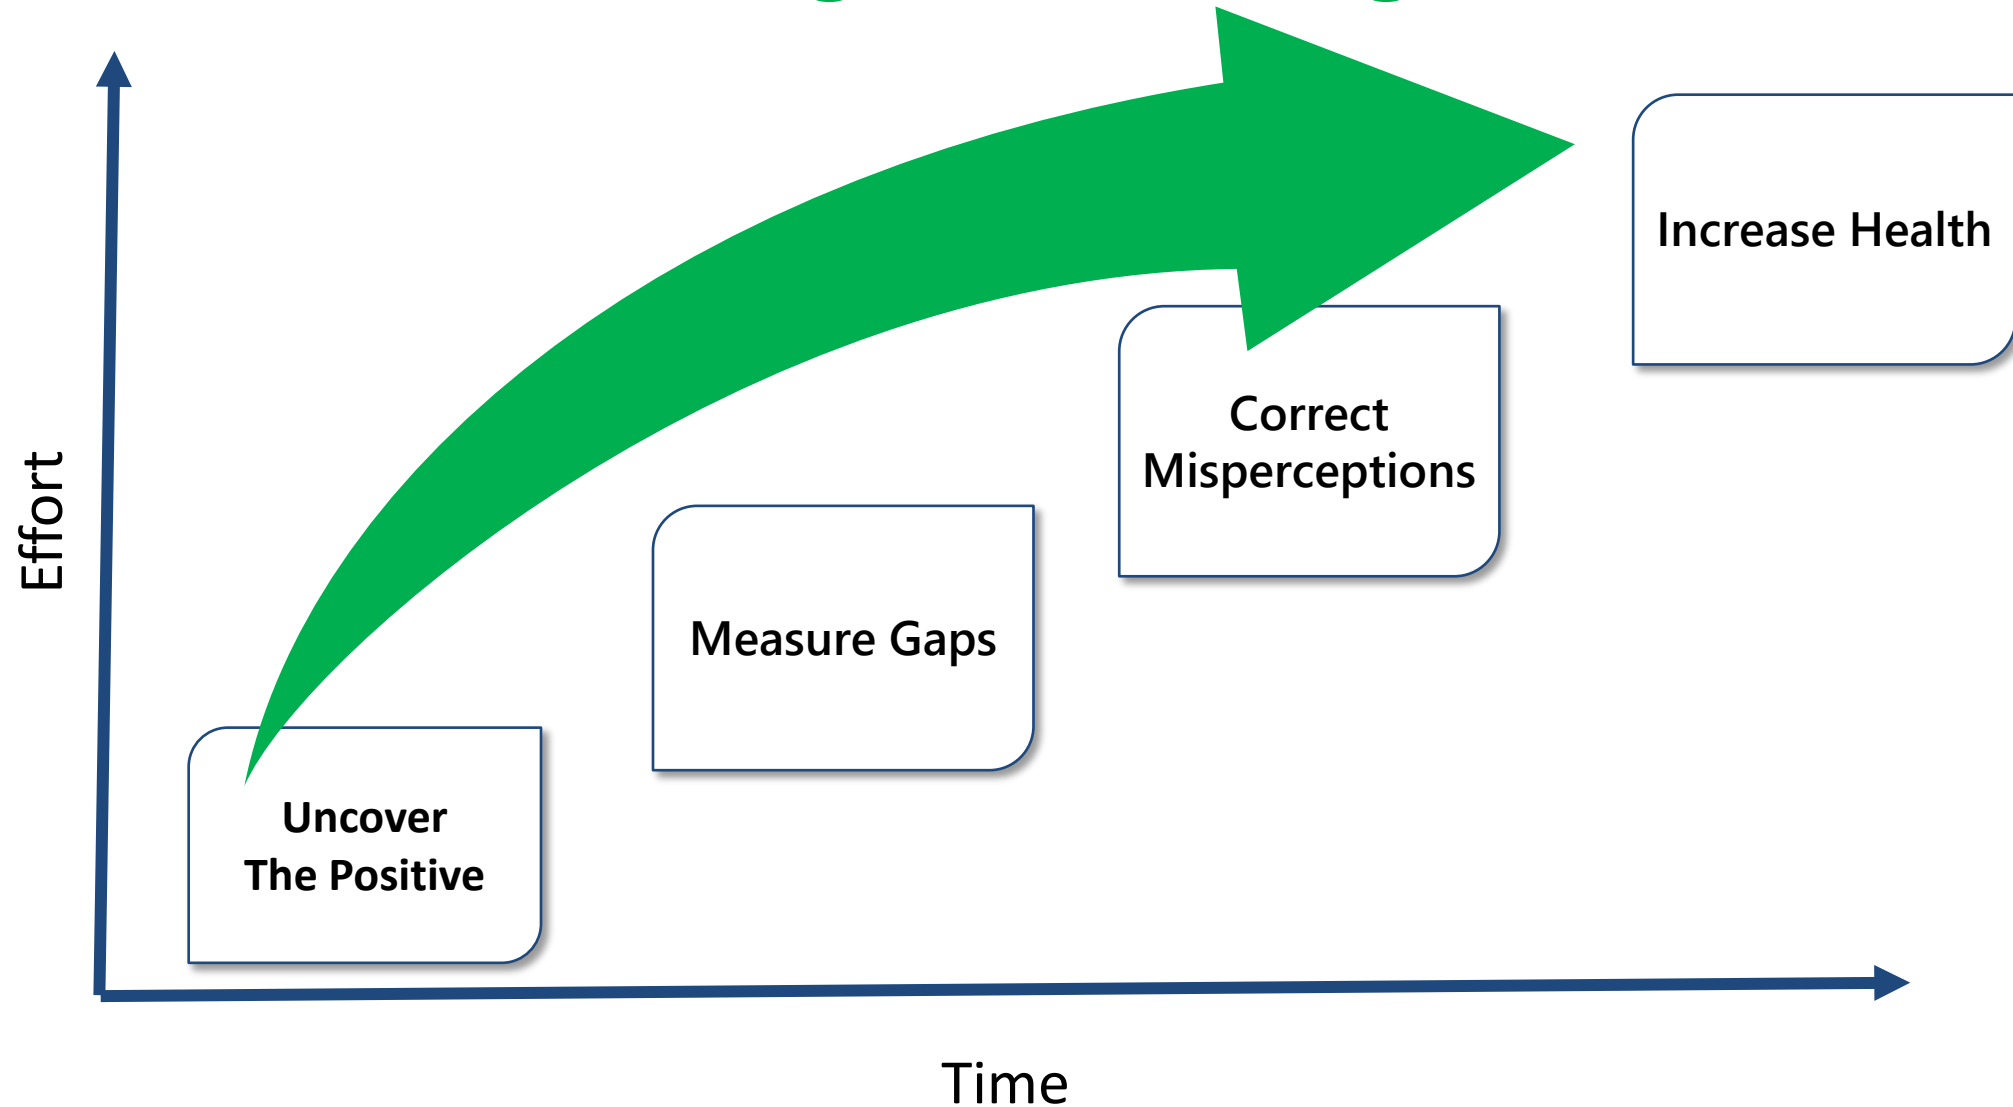 Increase Health
Correct
Misperceptions
Effort
Measure Gaps
Uncover
The Positive
Time